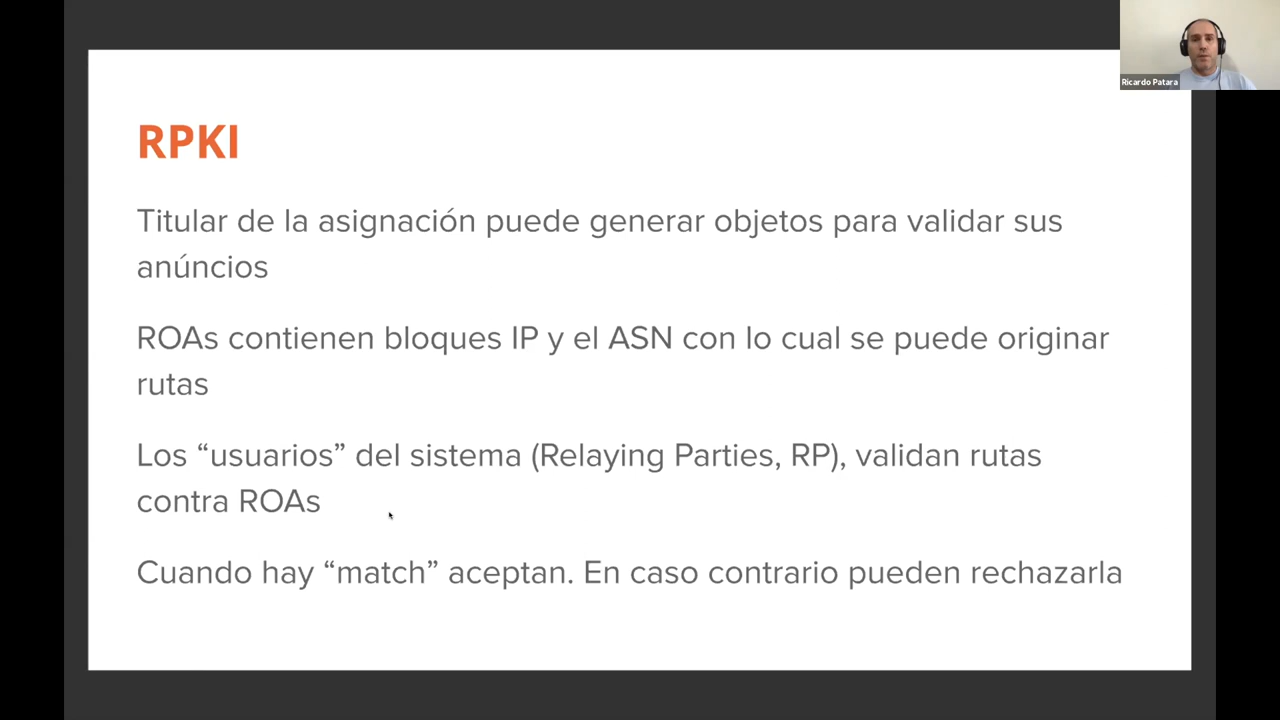 Ricardo Patara
RPKI
Titular de la asignación puede generar objetos para validar sus
anúncios
ROAs contienen bloques IP y el ASN con lo cual se puede originar
rutas
Los “usuarios” del sistema (Relaying Parties, RP), validan rutas
contra ROAs
Cuando hay “match” aceptan. En caso contrario pueden rechazarla